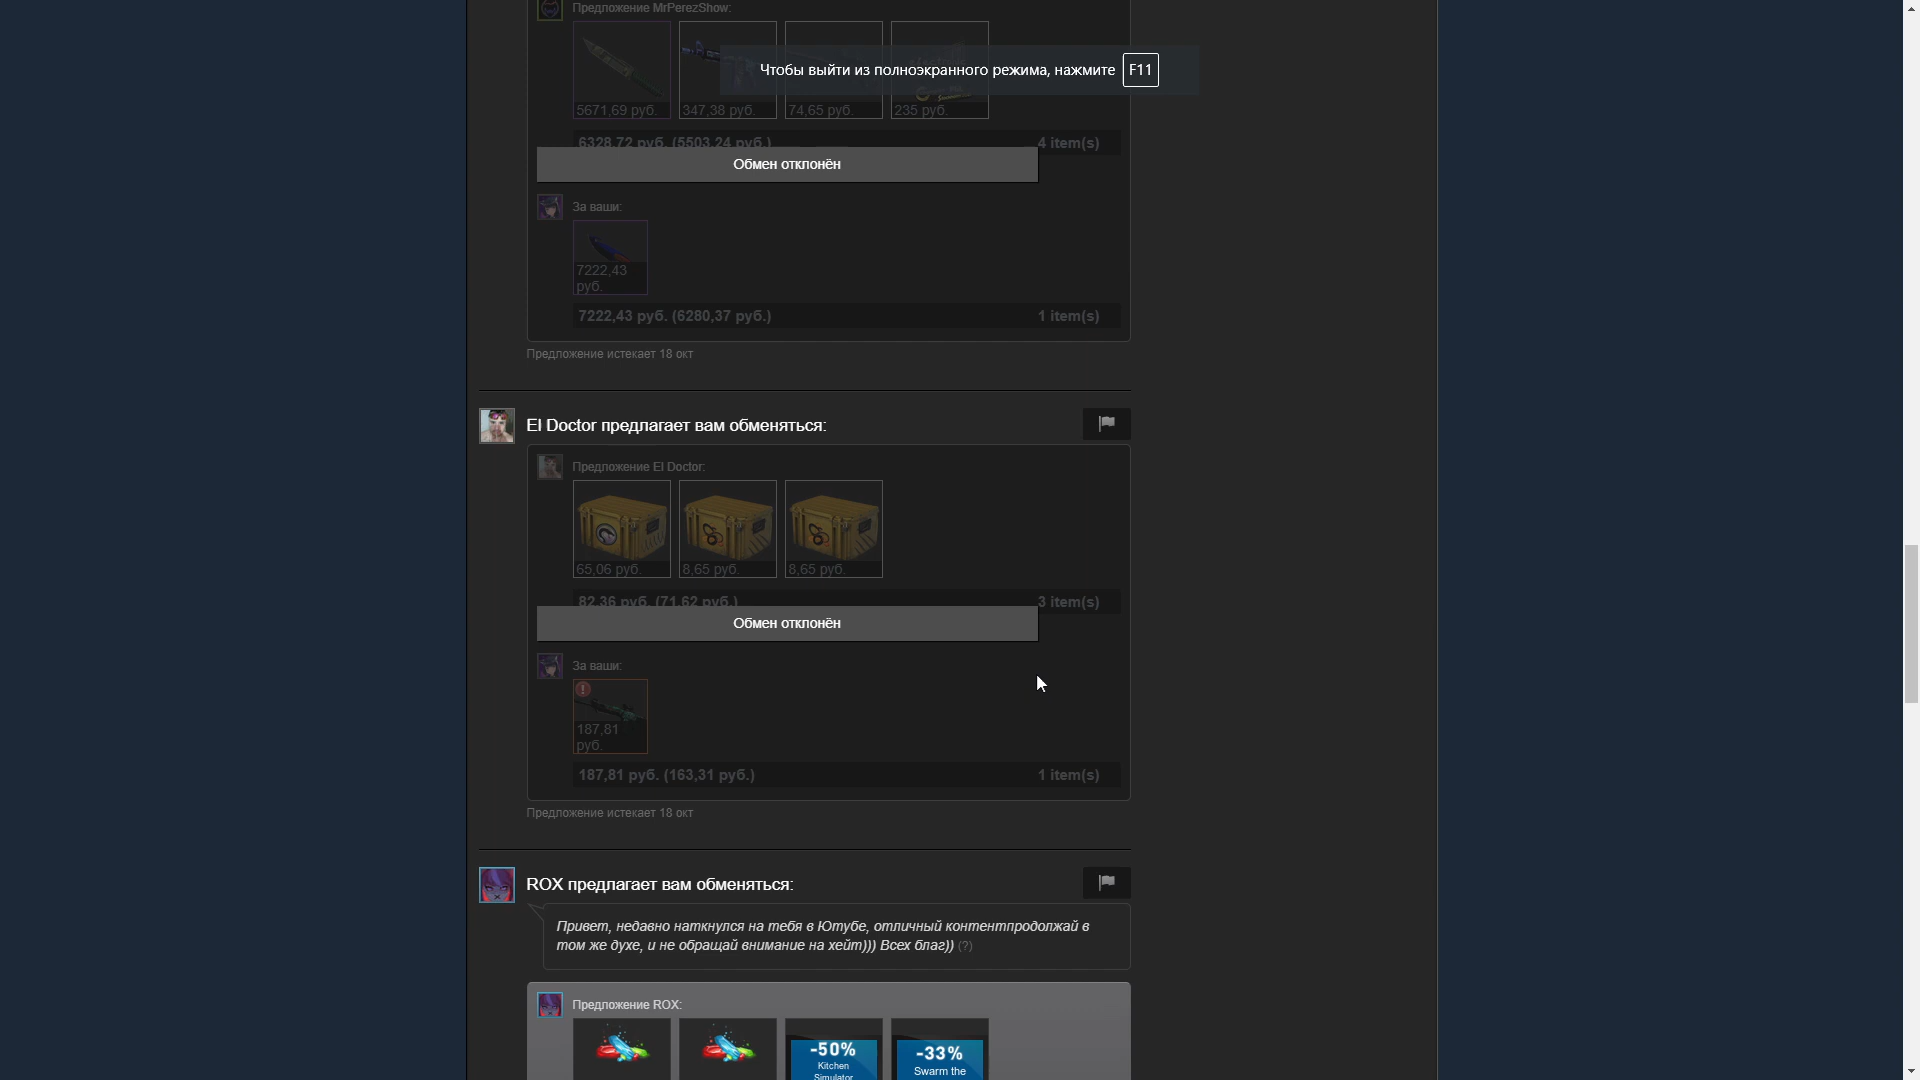 Предложение MrPerezShow:
Чтобы выйти из полноэкранного режима, нажмите F11
5671,69 руб.
347,38 руб.
74,65 руб.
235 руб.
6328,72 руб. (5503,24 руб.)
4 item(s)
Обмен отклонён
За ваши:
7222,43
руб.
7222,43 руб. (6280,37 руб.)
1 item(s)
Предложение истекает 18 окт
El Doctor предлагает вам обменяться:
Предложение El Doctor:
65,06 руб.
8,65 руб.
8,65 руб.
82,36 руб. (71,62 руб.)
3 item(s)
Обмен отклонён
За ваши:
!
187,81
руб.
187,81 руб. (163,31 руб.)
1 item(s)
Предложение истекает 18 окт
ROX предлагает вам обменяться:
Привет, недавно наткнулся на тебя в Ютубе, отличный контентпродолжай в
том же духе, и не обращай внимание на хейт))) Всех благ)) (?)
Предложение ROX:
-50%
Kitchen
Simulator
-33%
Swarm the